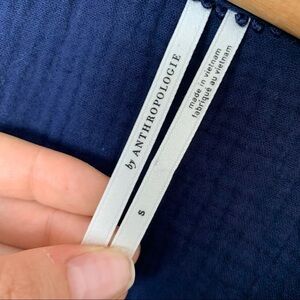 by ANTHROPOLOGIE
S
made in vietnam
fabriqué au vietnam